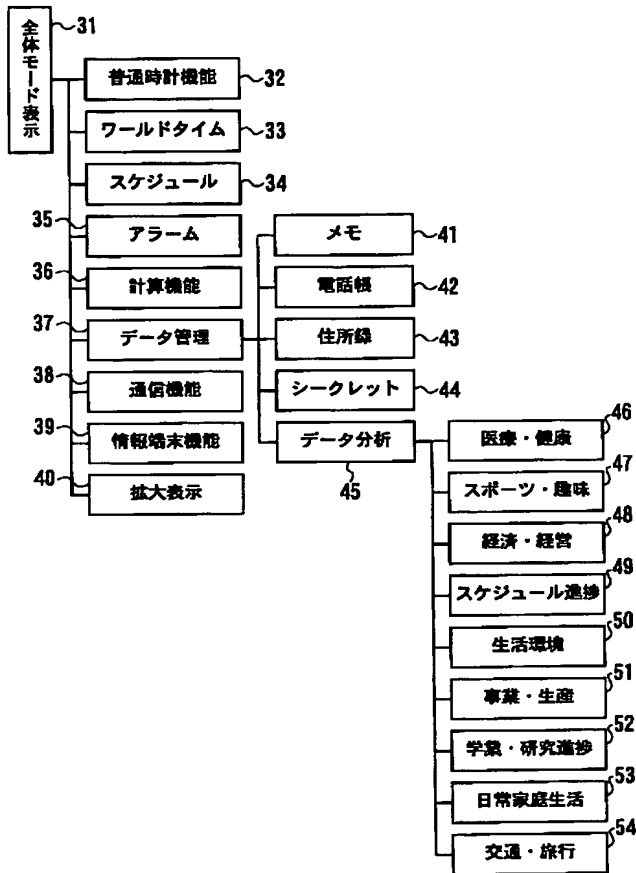 全体モード表示 31
普通時計機能 32
ワールドタイム 33
スケジュール 34
35 アラーム
36 計算機能
37 データ管理
38 通信機能
39 情報端末機能
40 拡大表示
メモ 41
電話帳 42
住所録 43
シークレット 44
データ分析 45
医療・健康 46
スポーツ・趣味 47
経済・経営 48
スケジュール進捗 49
生活環境 50
事業・生産 51
学業・研究進捗 52
日常家庭生活 53
交通・旅行 54